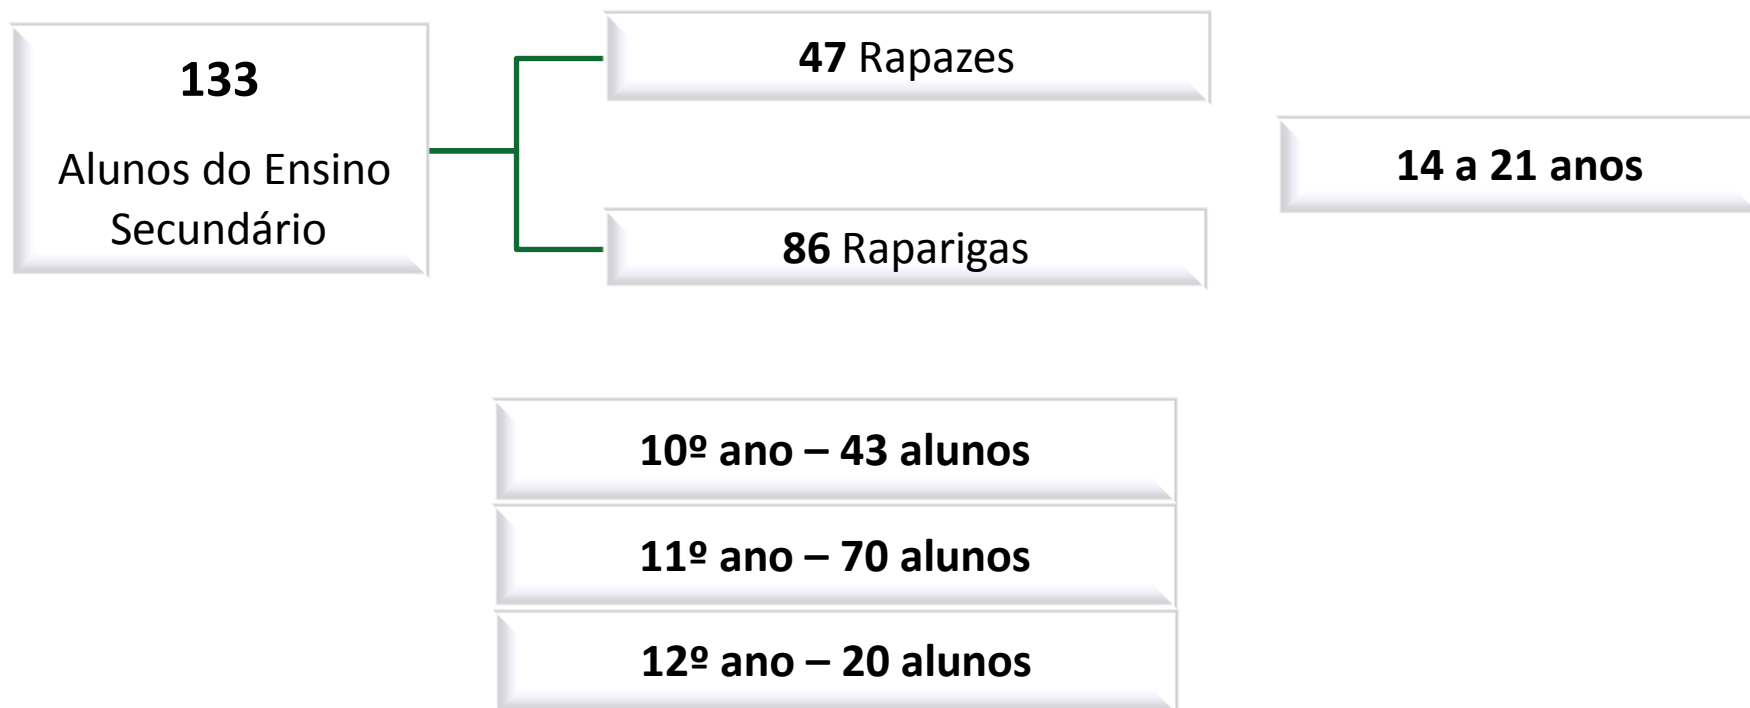 133
Alunos do Ensino
Secundário
47 Rapazes
86 Raparigas
14 a 21 anos
10º ano – 43 alunos
11º ano – 70 alunos
12º ano – 20 alunos